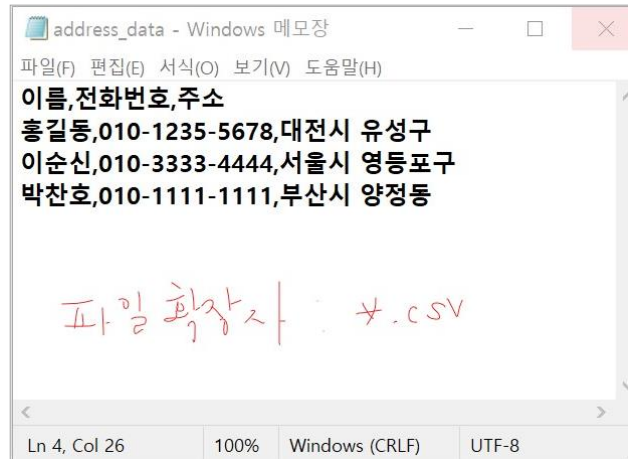 address_data - Windows 메모장
파일(F) 편집(E) 서식(O) 보기(V) 도움말(H)
이름,전화번호,주소
홍길동,010-1235-5678,대전시 유성구
이순신,010-3333-4444,서울시 영등포구
박찬호,010-1111-1111,부산시 양정동
파일 확장자 : *.csv
Ln 4, Col 26 100% Windows (CRLF) UTF-8